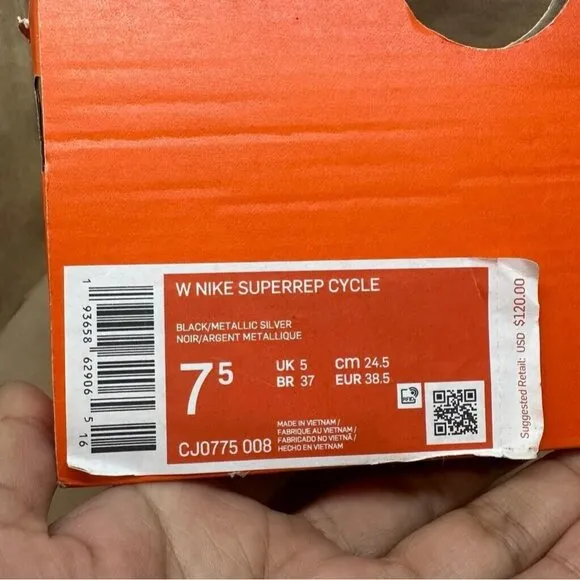 W NIKE SUPERREP CYCLE
BLACK/METALLIC SILVER
NOIR/ARGENT METALLIQUE
7 5
UK 5 cm 24.5
BR 37 EUR 38.5
CJ0775 008
MADE IN VIETNAM /
FABRIQUE AU VIETNAM /
FABRICADO NO VIETNÃ /
HECHO EN VIETNAM
1 93658 62906 5 16
Suggested Retail: USD $120.00